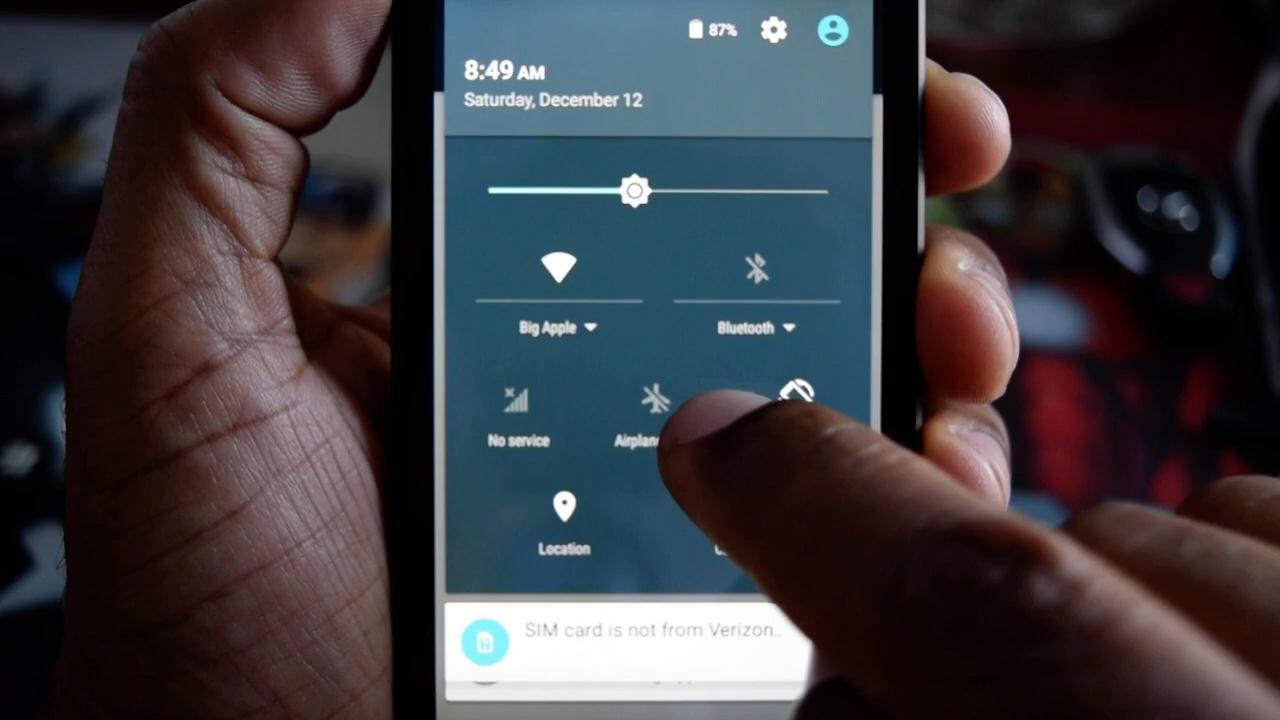 87%
8:49 AM
Saturday, December 12
Big Apple
Bluetooth
No service
Airplan
Location
SIM card is not from Verizon..